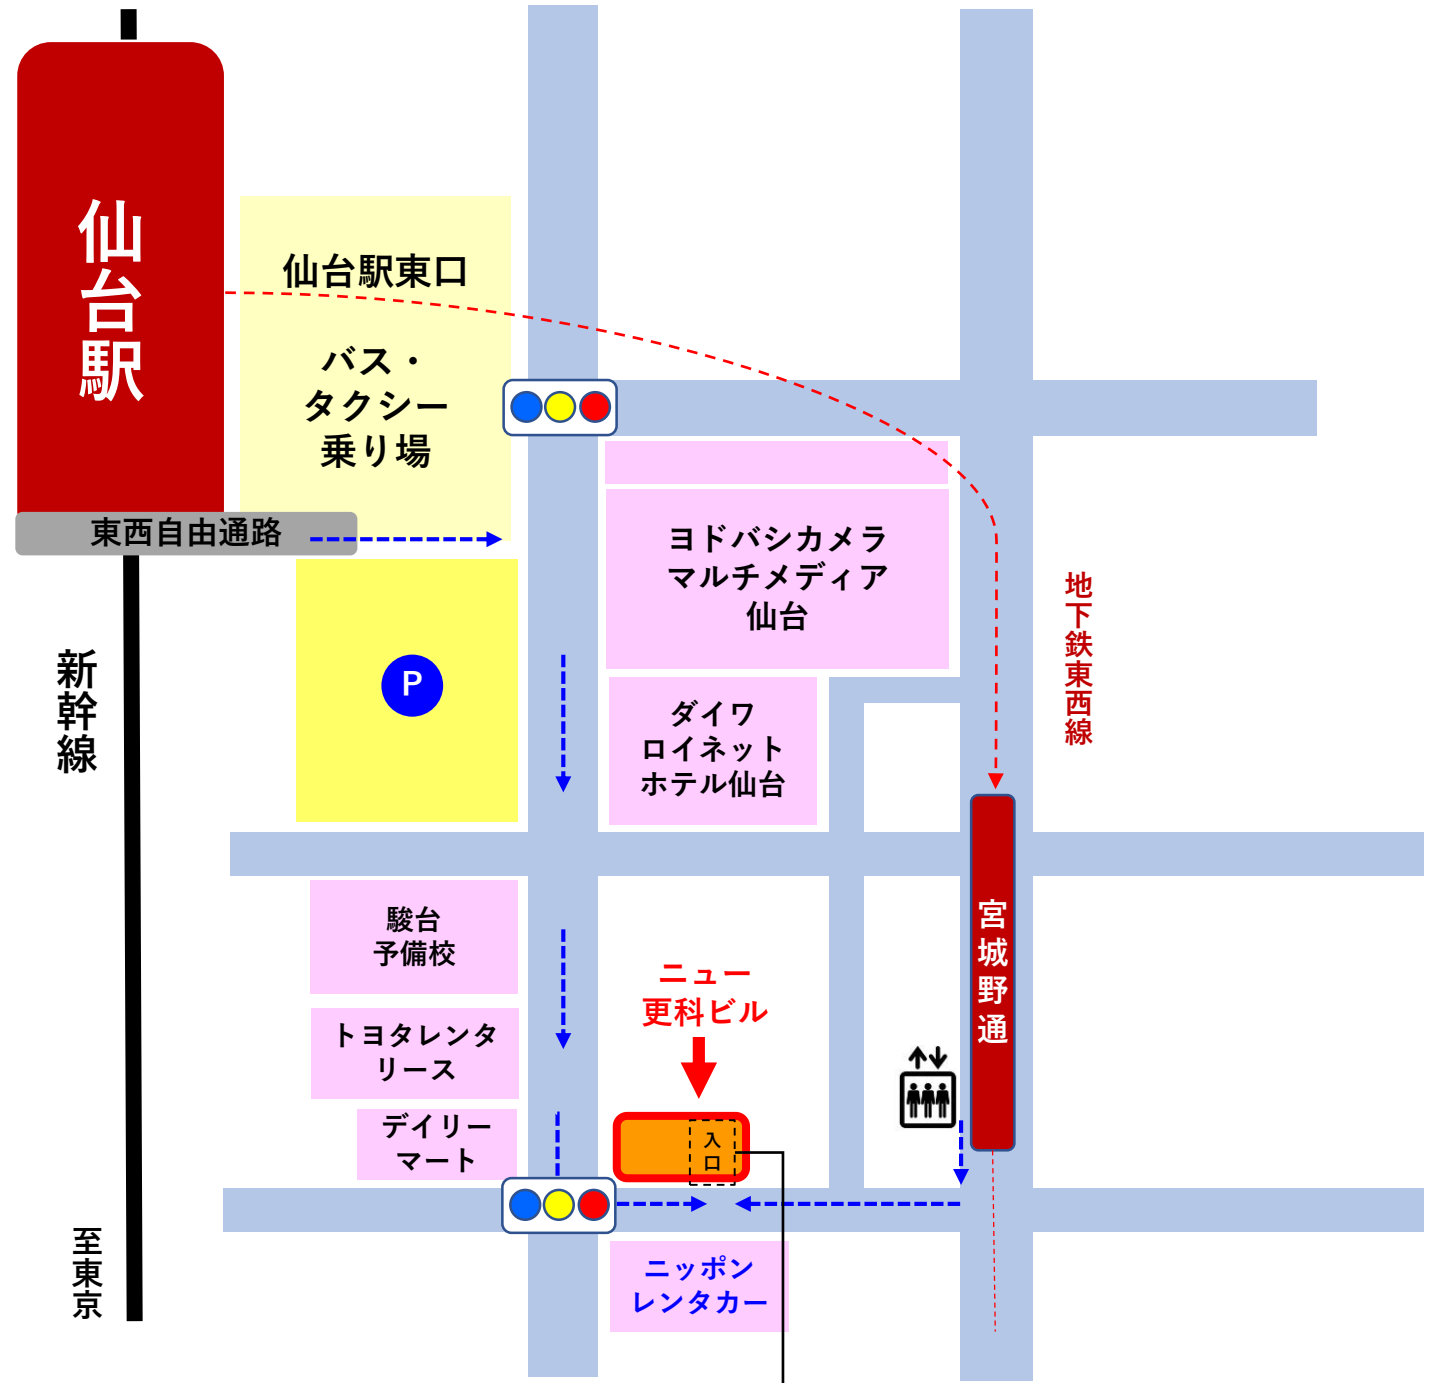 仙台駅
仙台駅東口
バス・
タクシー
乗り場
東西自由通路
ヨドバシカメラ
マルチメディア
仙台
地下鉄東西線
新幹線
P
ダイワ
ロイネット
ホテル仙台
駿台
予備校
宮城野通
ニュー
更科ビル
トヨタレンタ
リース
デイリー
マート
入
口
至東京
ニッポン
レンタカー